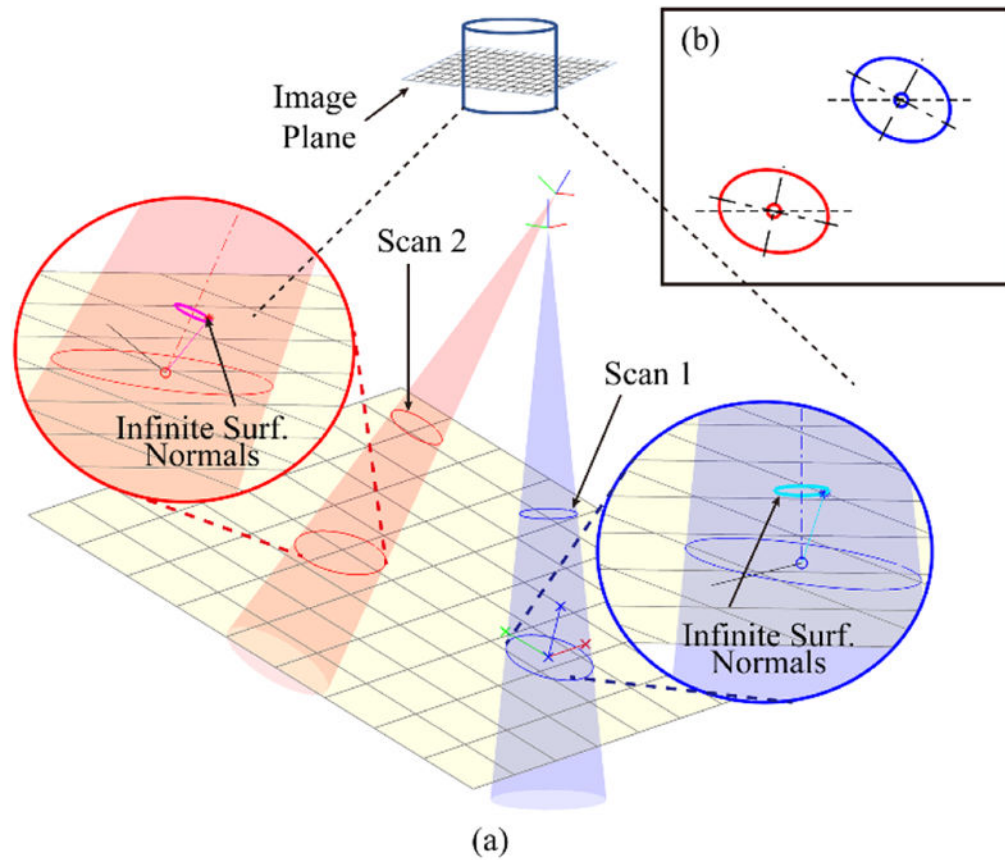 (b)
Image
Plane
Scan 2
Scan 1
Infinite Surf.
Normals
Infinite Surf.
Normals
(a)